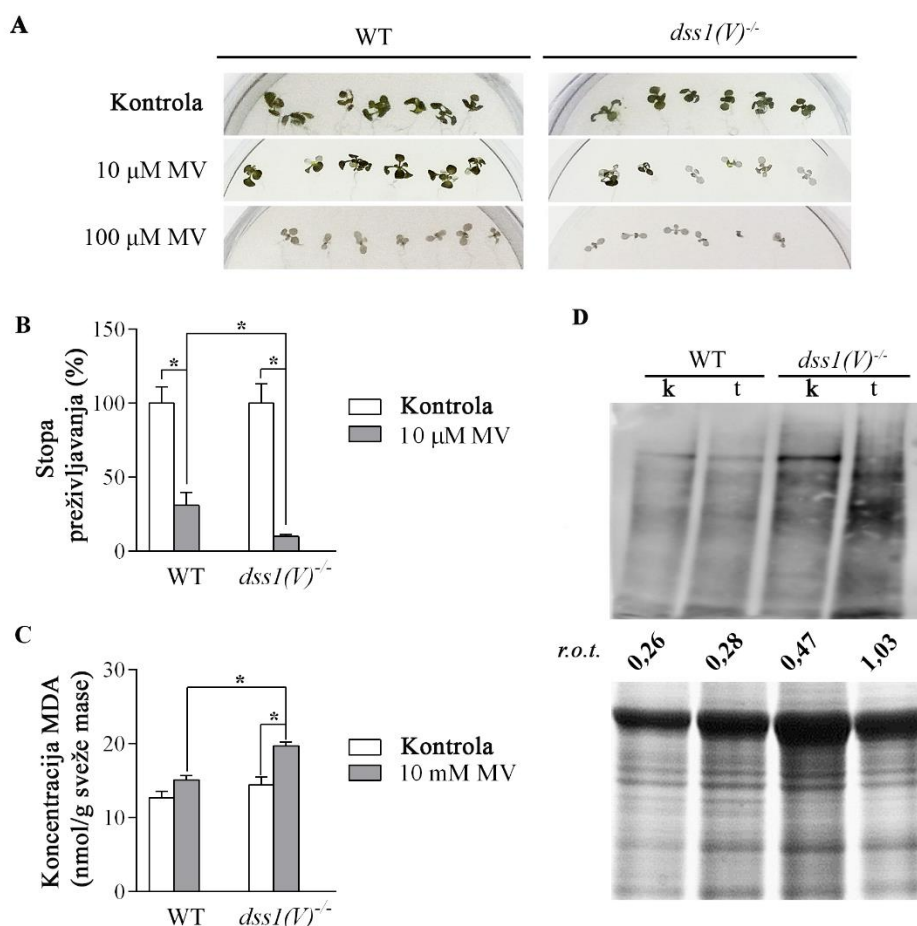 A
WT
dss1(V)-/-
Kontrola
10 μM MV
100 μM MV
B
150
100
50
0
Stopa
preživljavanja (%)
*
*
*
WT
dss1(V)-/-
Kontrola
10 μM MV
C
30
20
10
0
Koncentracija MDA
(nmol/g sveže mase)
*
*
WT
dss1(V)-/-
Kontrola
10 mM MV
D
WT
dss1(V)-/-
k t k t
r.o.t. 0,26 0,28 0,47 1,03